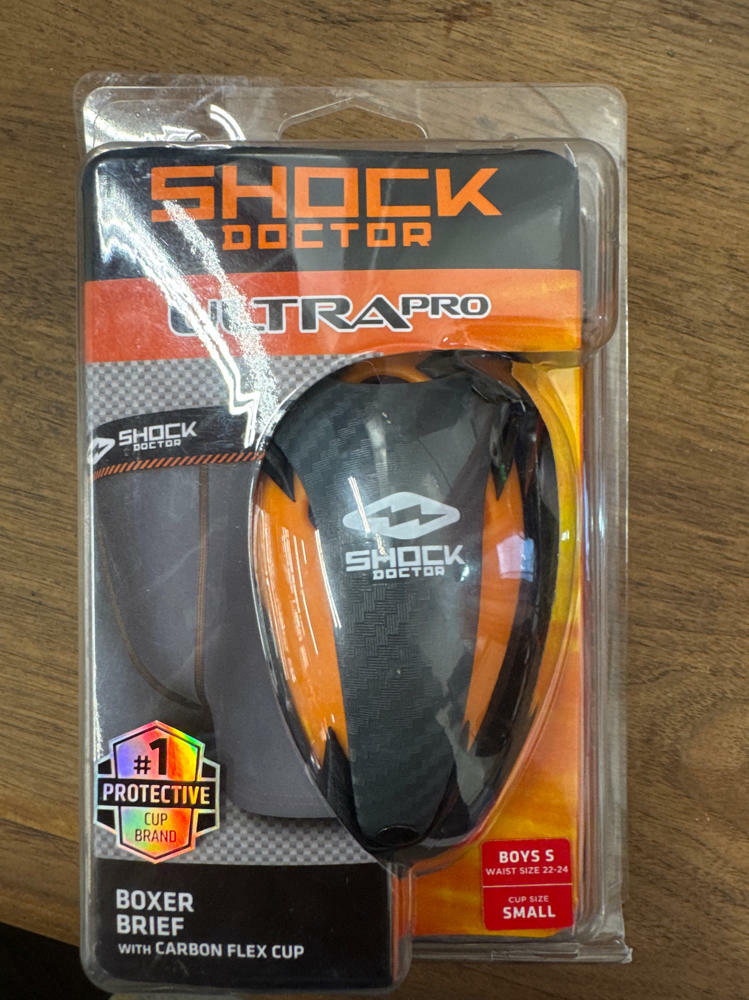 SHOCK
DOCTOR
ULTRAPRO
SHOCK
DOCTOR
SHOCK
DOCTOR
#1
PROTECTIVE
CUP
BRAND
BOYS S
WAIST SIZE 22-24
CUP SIZE
SMALL
BOXER
BRIEF
WITH CARBON FLEX CUP